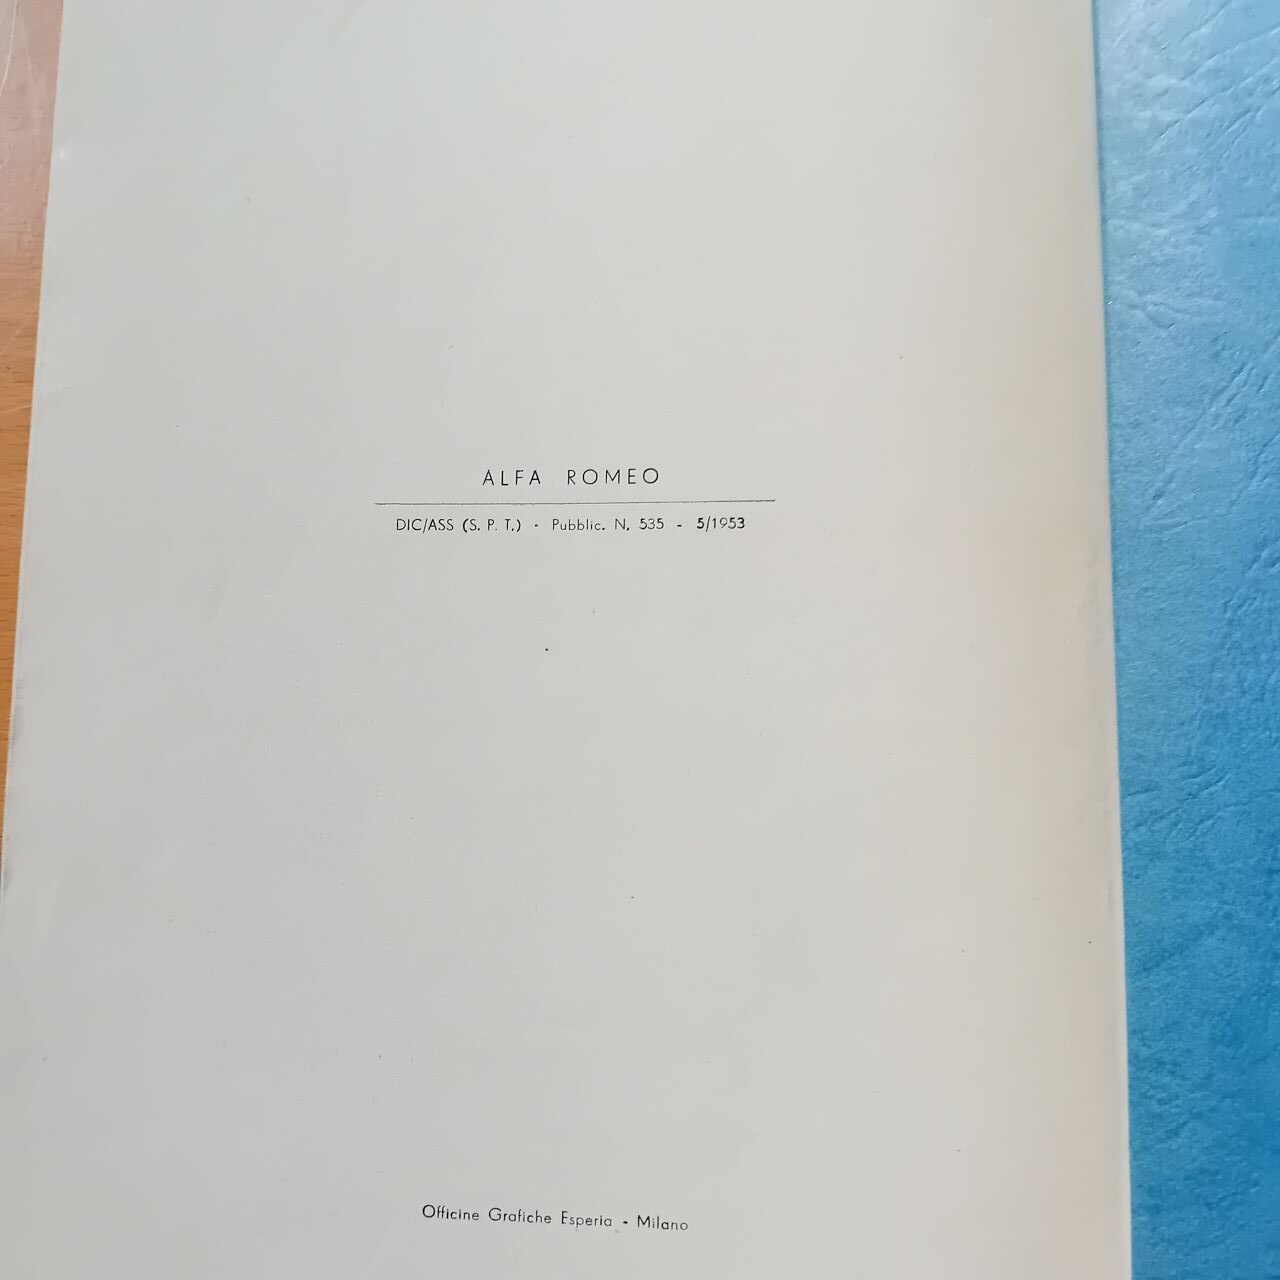 ALFA ROMEO
DIC/ASS (S. P. T.) - Pubblic. N. 535 - 5/1953
Officine Grafiche Esperia - Milano